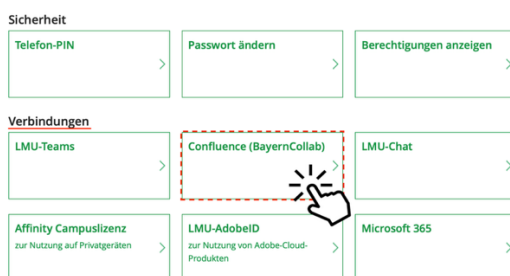 Sicherheit
Telefon-PIN
Passwort ändern
Berechtigungen anzeigen
Verbindungen
LMU-Teams
Confluence (BayernCollab)
LMU-Chat
Affinity Campuslizenz
zur Nutzung auf Privatgeräten
LMU-AdobeID
zur Nutzung von Adobe-Cloud-
Produkten
Microsoft 365